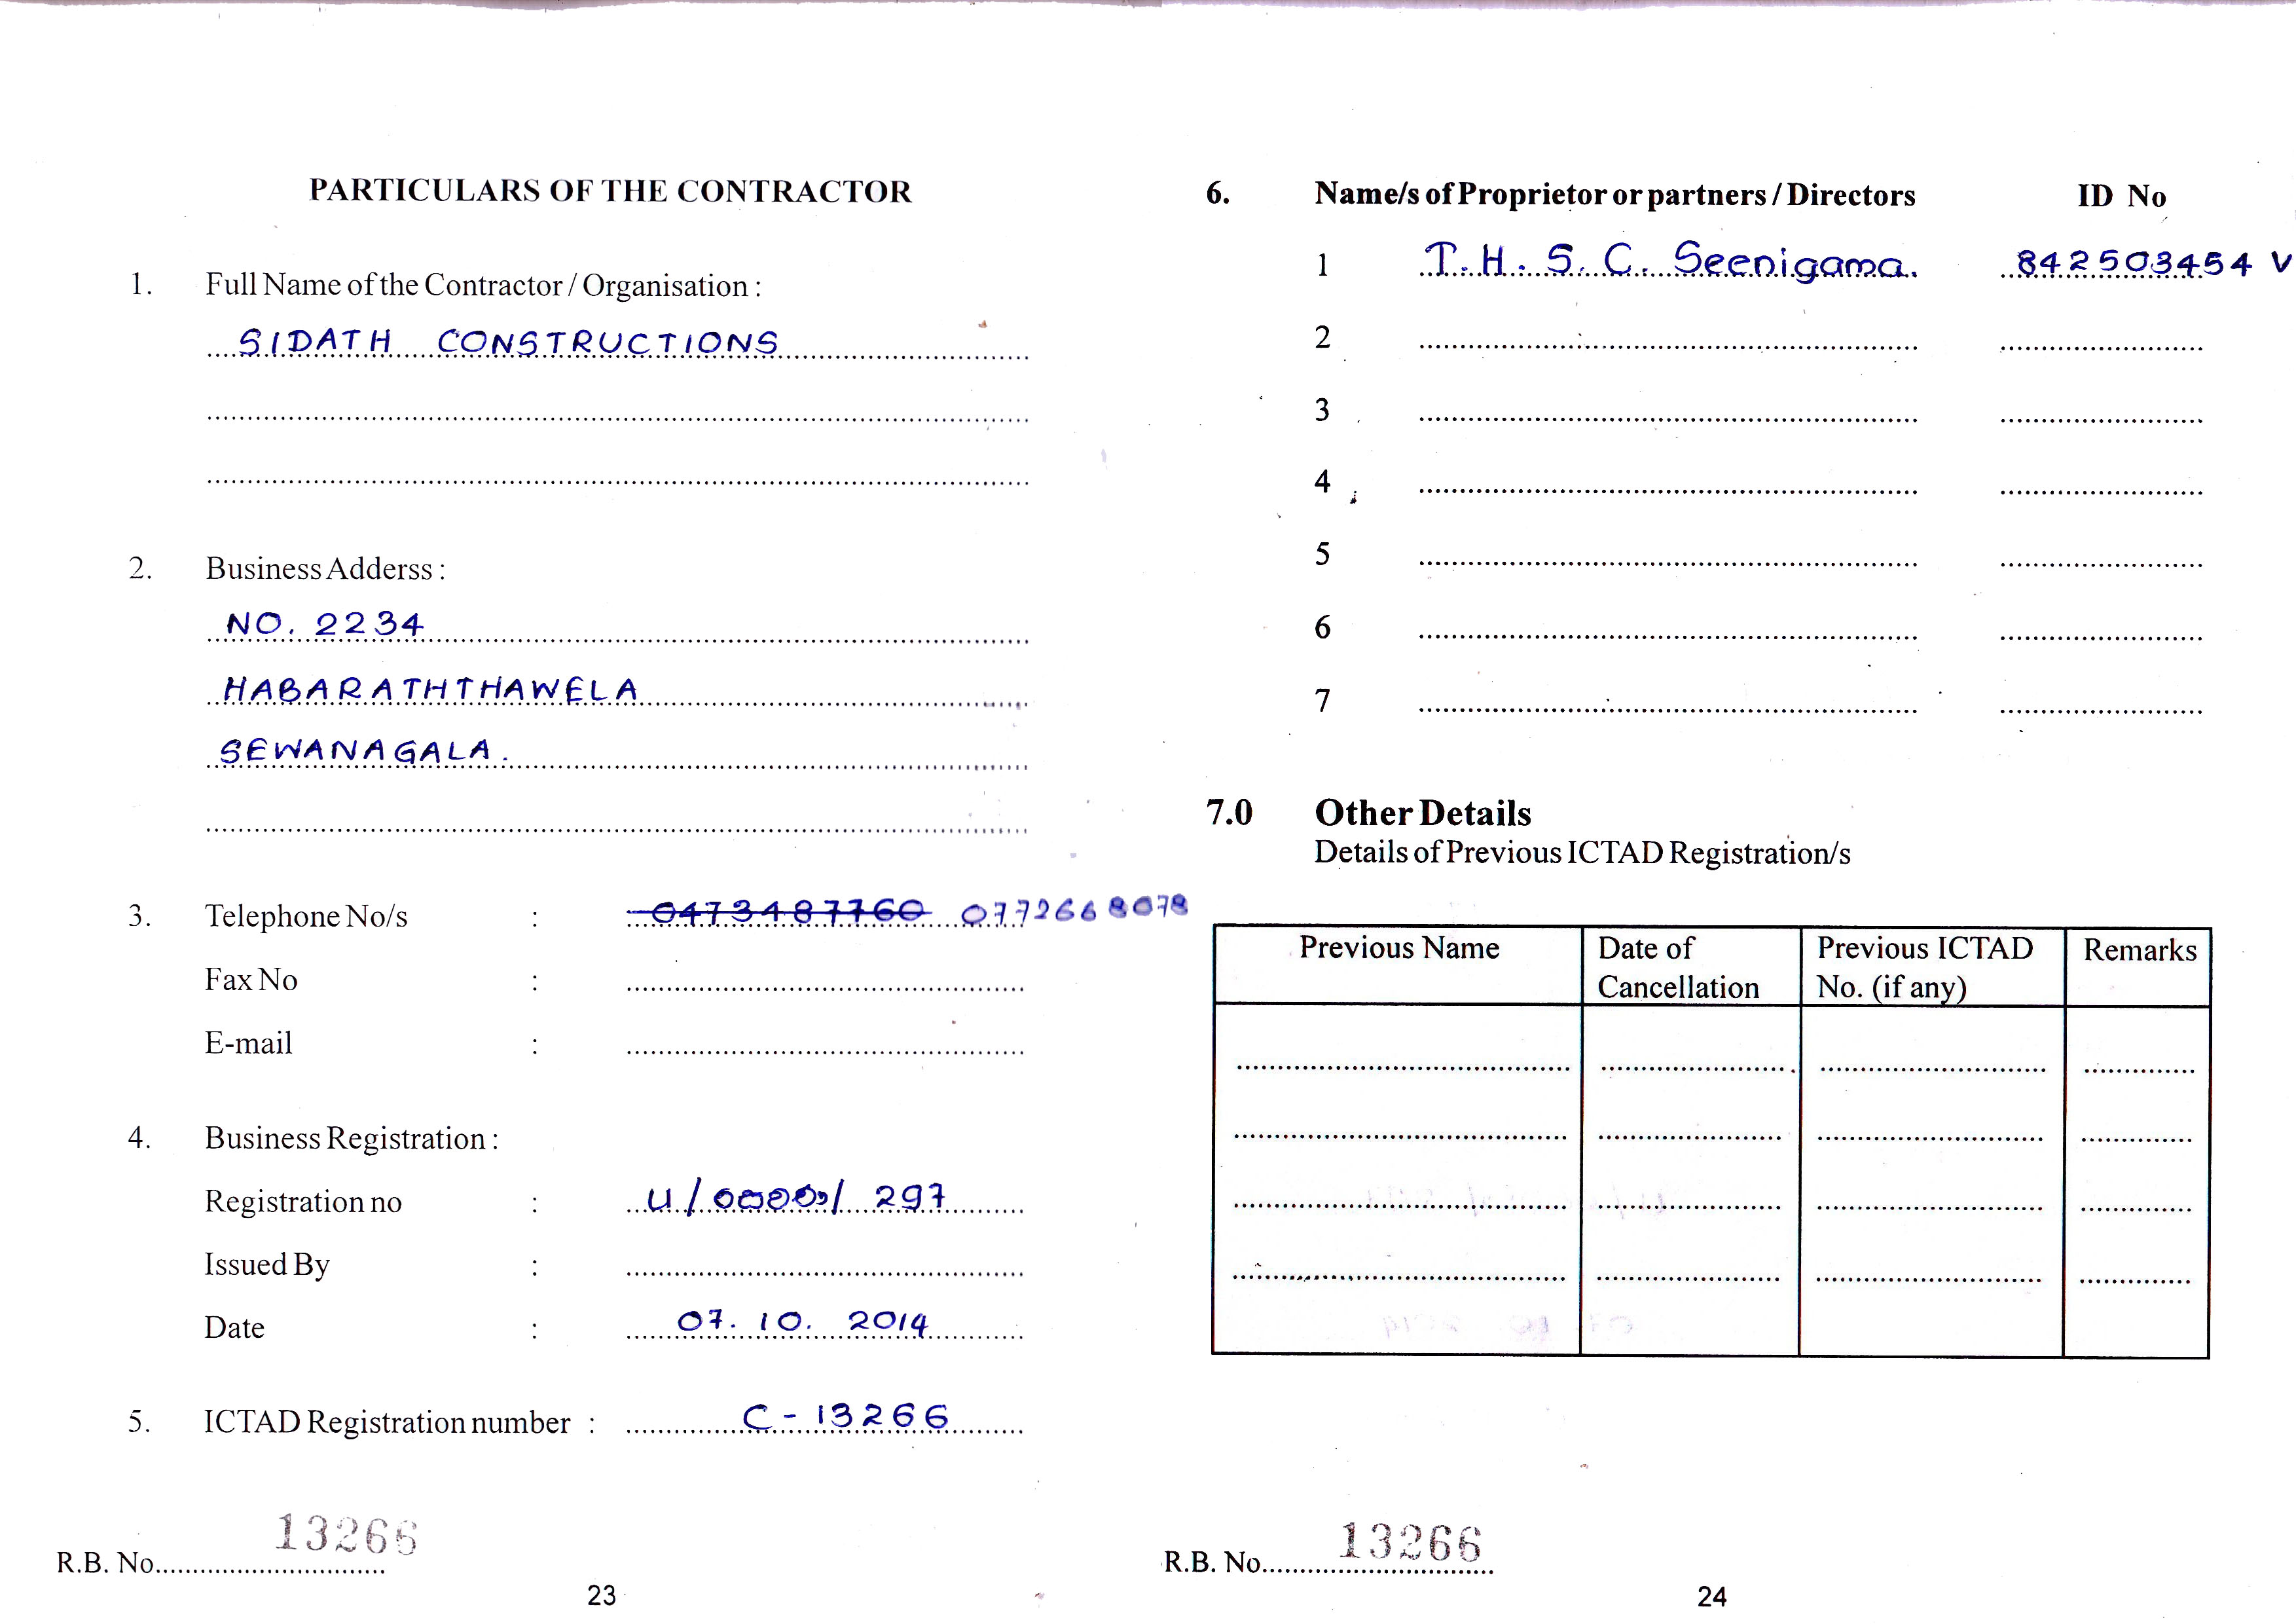 PARTICULARS OF THE CONTRACTOR
1. Full Name of the Contractor / Organisation :
SIDATH CONSTRUCTIONS
2. Business Adderss :
NO. 2234
HABARATHTHAWELA
SEWANAGALA.
3. Telephone No/s : 0473487760 0772668078
Fax No :
E-mail :
4. Business Registration :
Registration no : U / / 297
Issued By :
Date : 07. 10. 2014
5. ICTAD Registration number : C - 13266
R.B. No. 13266
23
6. Name/s of Proprietor or partners / Directors ID No
1 T. H. S. C. Seenigama. 842503454 V
2
3
4
5
6
7
7.0 Other Details
Details of Previous ICTAD Registration/s
Previous Name Date of Cancellation Previous ICTAD No. (if any) Remarks
R.B. No. 13266
24